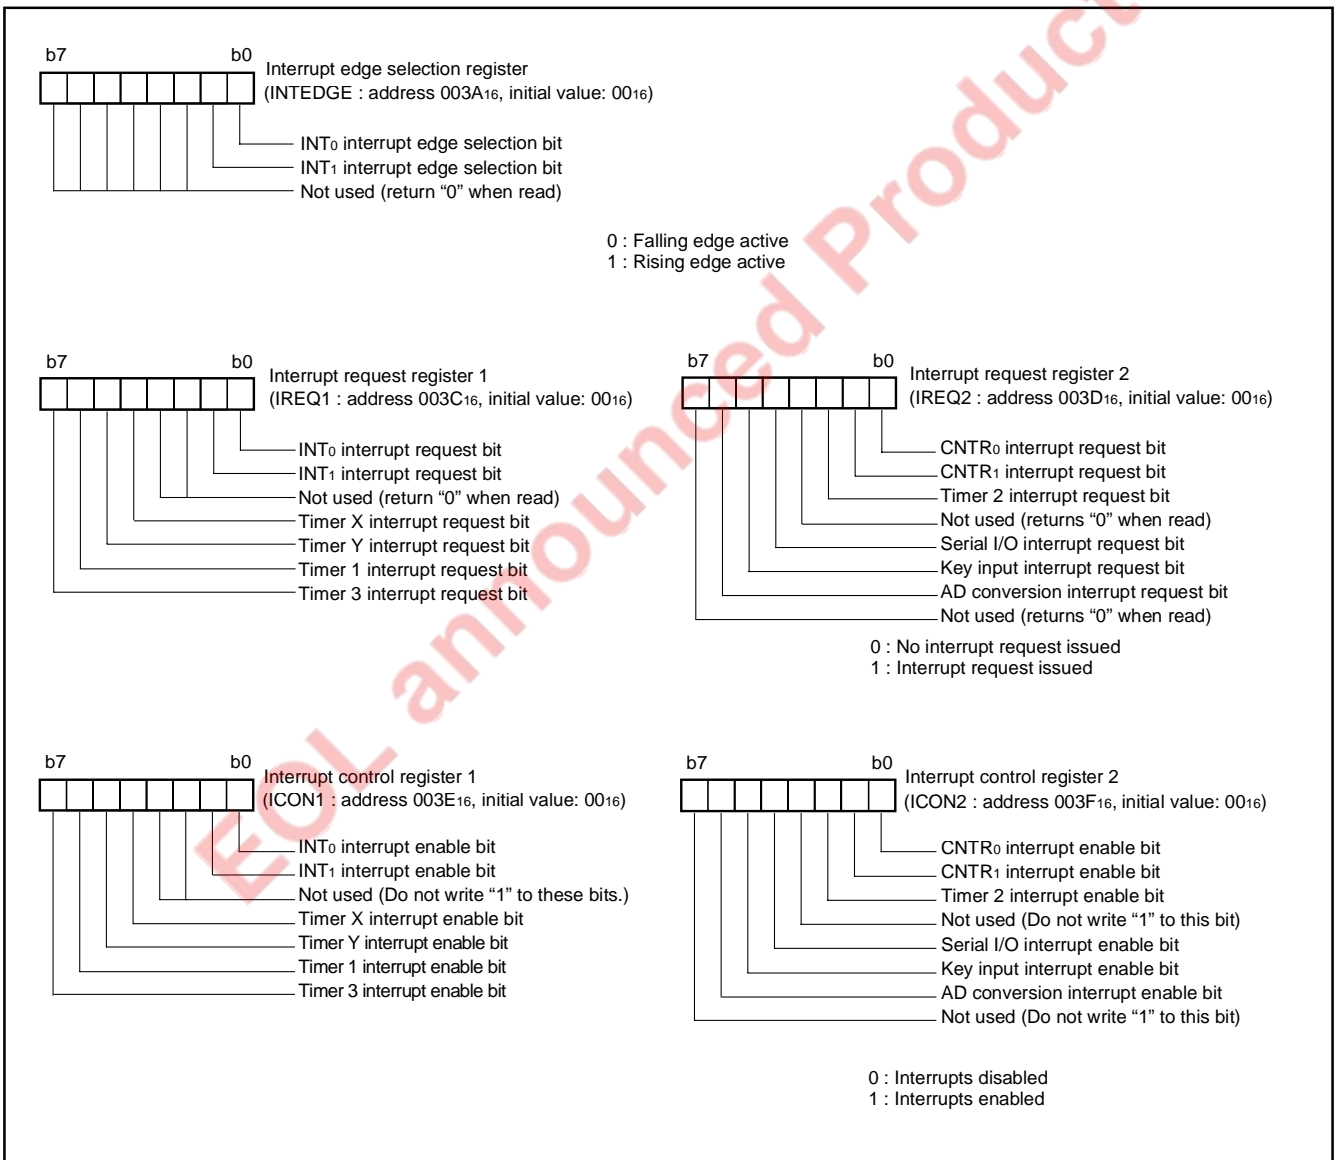 b7 b0
Interrupt edge selection register
(INTEDGE : address 003A16, initial value: 0016)
INT0 interrupt edge selection bit
INT1 interrupt edge selection bit
Not used (return “0” when read)
0 : Falling edge active
1 : Rising edge active
b7 b0
Interrupt request register 1
(IREQ1 : address 003C16, initial value: 0016)
INT0 interrupt request bit
INT1 interrupt request bit
Not used (return “0” when read)
Timer X interrupt request bit
Timer Y interrupt request bit
Timer 1 interrupt request bit
Timer 3 interrupt request bit
b7 b0
Interrupt request register 2
(IREQ2 : address 003D16, initial value: 0016)
CNTR0 interrupt request bit
CNTR1 interrupt request bit
Timer 2 interrupt request bit
Not used (returns “0” when read)
Serial I/O interrupt request bit
Key input interrupt request bit
AD conversion interrupt request bit
Not used (returns “0” when read)
0 : No interrupt request issued
1 : Interrupt request issued
b7 b0
Interrupt control register 1
(ICON1 : address 003E16, initial value: 0016)
INT0 interrupt enable bit
INT1 interrupt enable bit
Not used (Do not write “1” to these bits.)
Timer X interrupt enable bit
Timer Y interrupt enable bit
Timer 1 interrupt enable bit
Timer 3 interrupt enable bit
b7 b0
Interrupt control register 2
(ICON2 : address 003F16, initial value: 0016)
CNTR0 interrupt enable bit
CNTR1 interrupt enable bit
Timer 2 interrupt enable bit
Not used (Do not write “1” to this bit)
Serial I/O interrupt enable bit
Key input interrupt enable bit
AD conversion interrupt enable bit
Not used (Do not write “1” to this bit)
0 : Interrupts disabled
1 : Interrupts enabled
EOL announced Product